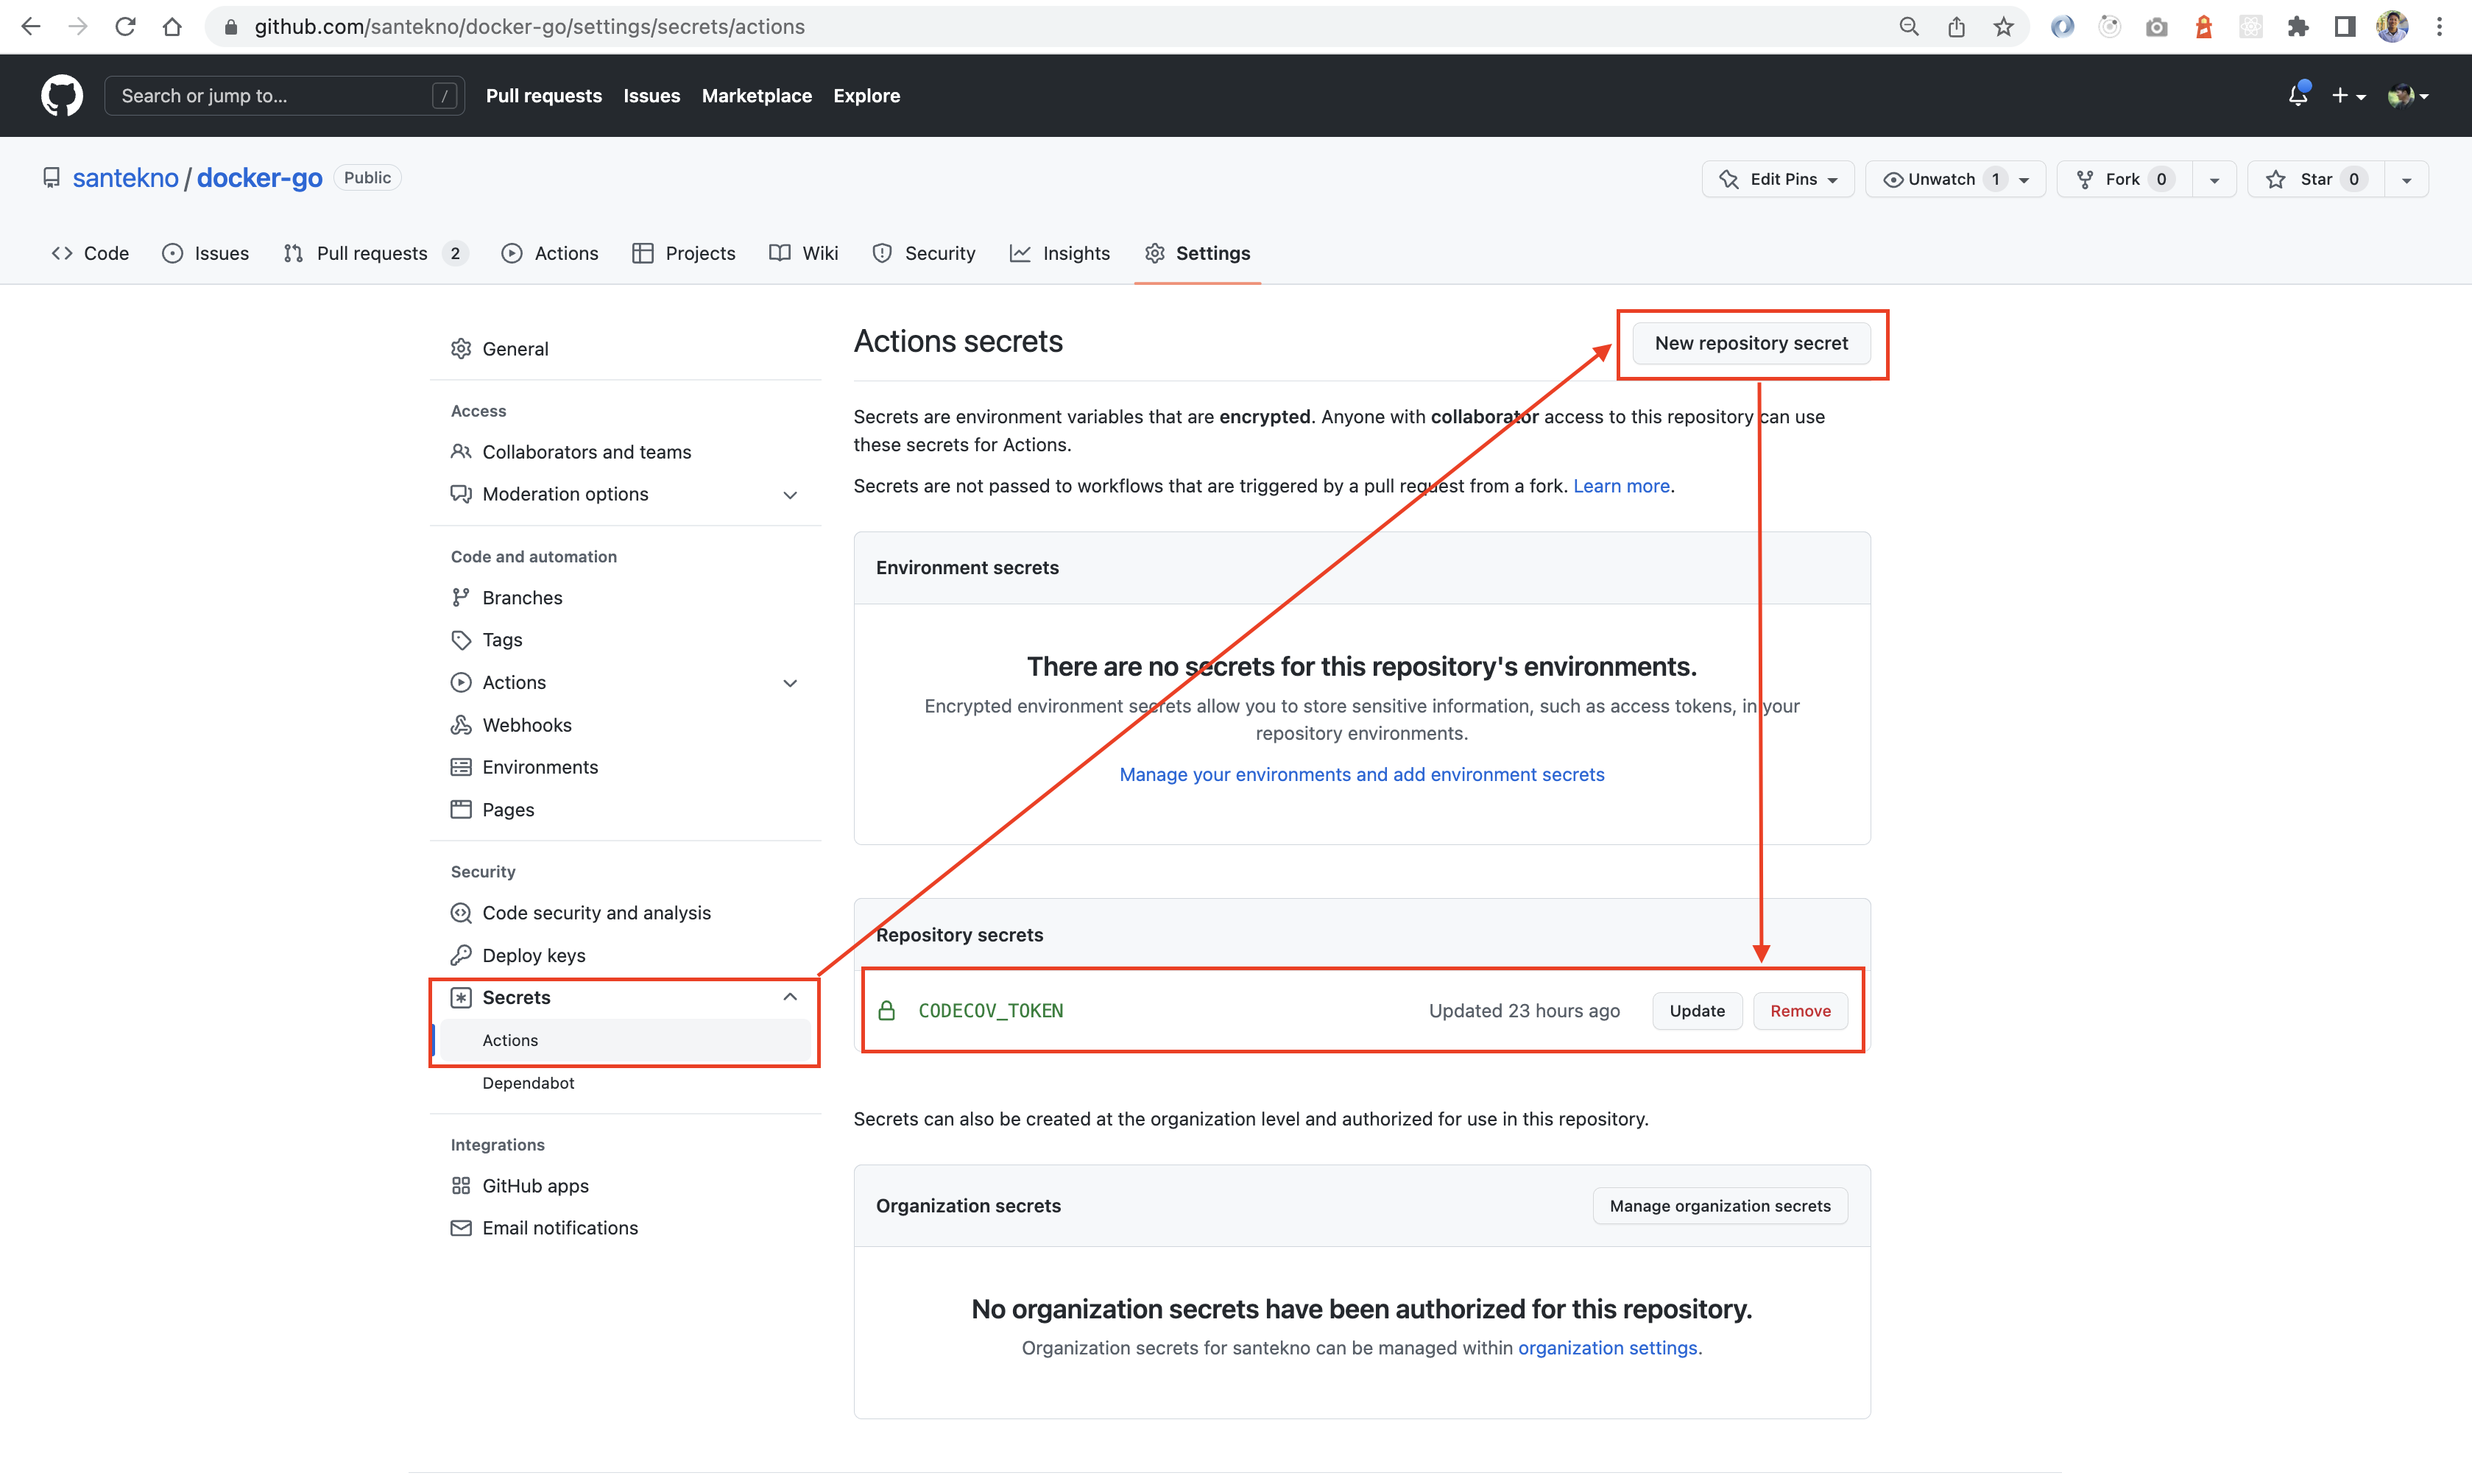 github.com/santekno/docker-go/settings/secrets/actions
Search or jump to... /
Pull requests Issues Marketplace Explore
santekno / docker-go Public
Edit Pins Unwatch 1 Fork 0 Star 0
Code Issues Pull requests 2 Actions Projects Wiki Security Insights Settings
General
Access
Collaborators and teams
Moderation options
Code and automation
Branches
Tags
Actions
Webhooks
Environments
Pages
Security
Code security and analysis
Deploy keys
Secrets
Actions
Dependabot
Integrations
GitHub apps
Email notifications
Actions secrets
New repository secret
Secrets are environment variables that are encrypted. Anyone with collaborator access to this repository can use
these secrets for Actions.
Secrets are not passed to workflows that are triggered by a pull request from a fork. Learn more.
Environment secrets
There are no secrets for this repository's environments.
Encrypted environment secrets allow you to store sensitive information, such as access tokens, in your
repository environments.
Manage your environments and add environment secrets
Repository secrets
CODECOV_TOKEN Updated 23 hours ago Update Remove
Secrets can also be created at the organization level and authorized for use in this repository.
Organization secrets Manage organization secrets
No organization secrets have been authorized for this repository.
Organization secrets for santekno can be managed within organization settings.